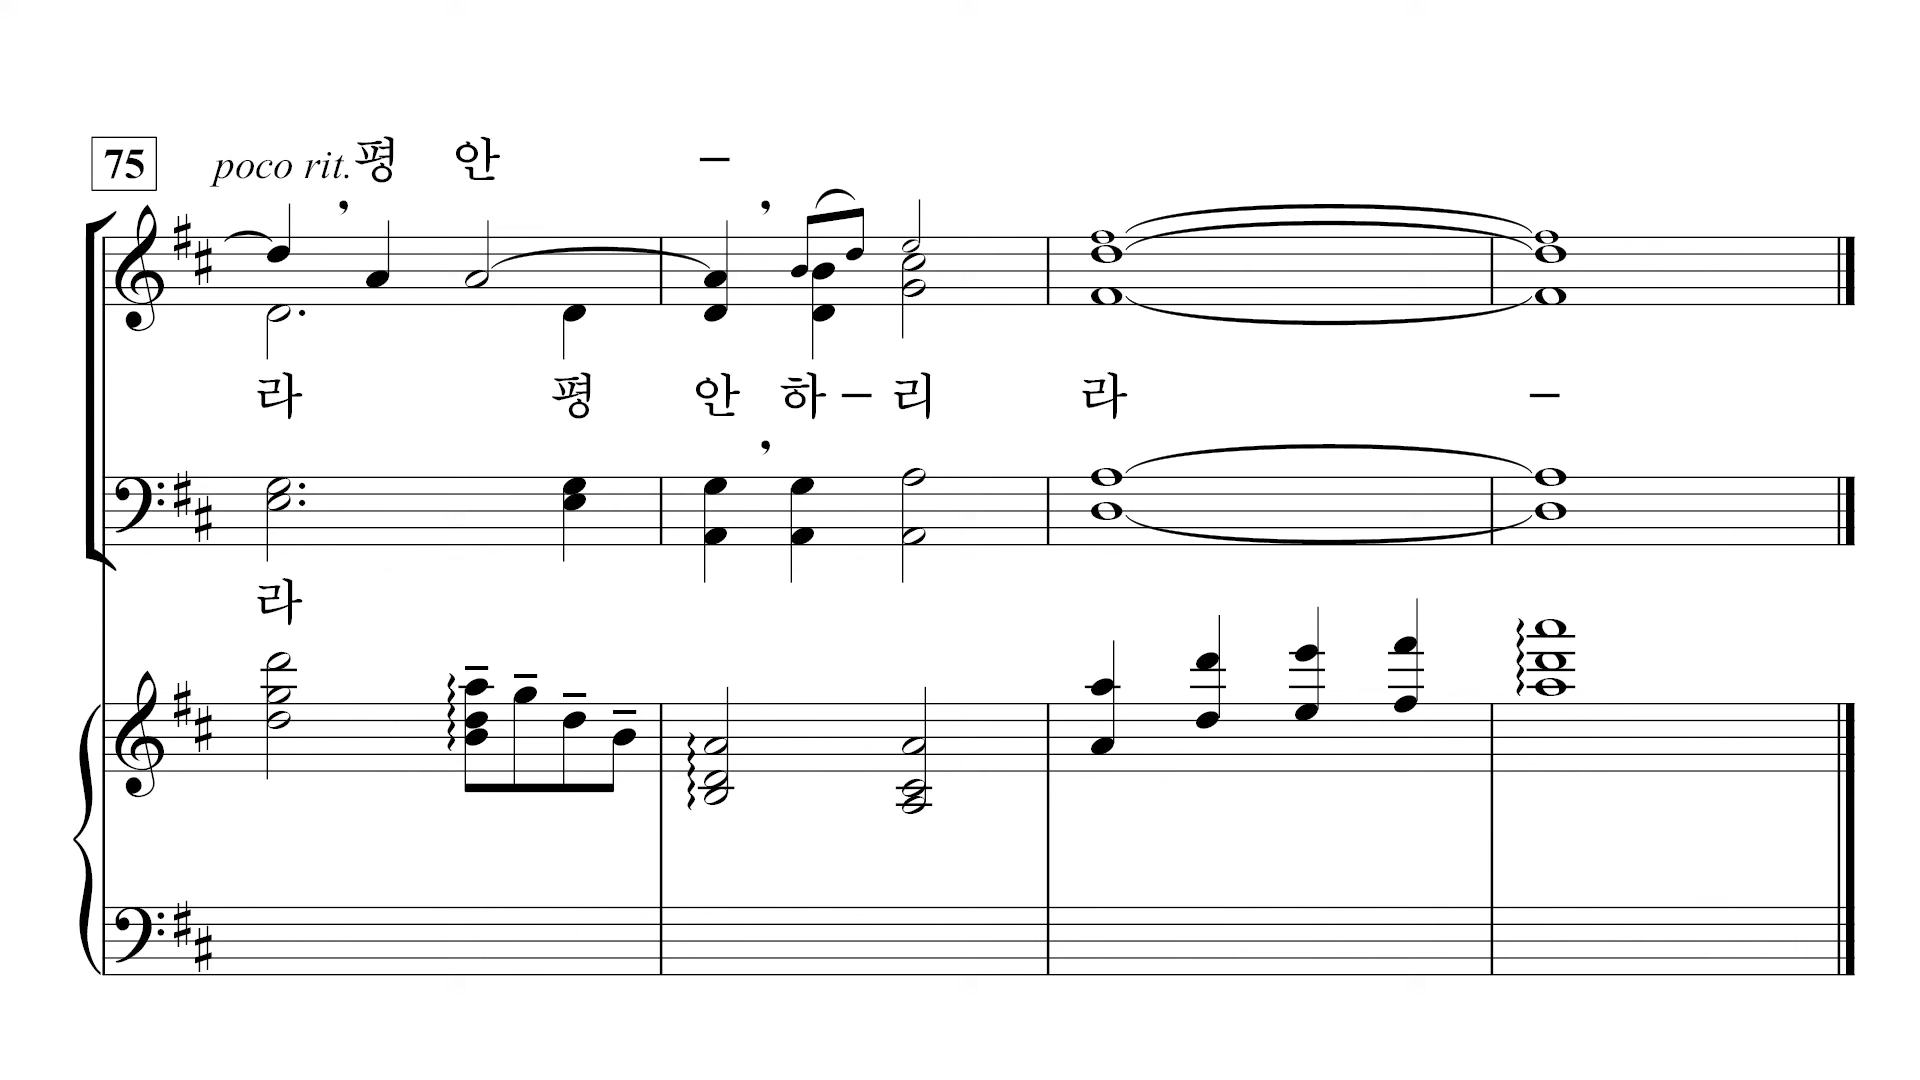 75 poco rit. 평 안 –
라 평 안 하 – 리 라 –
라